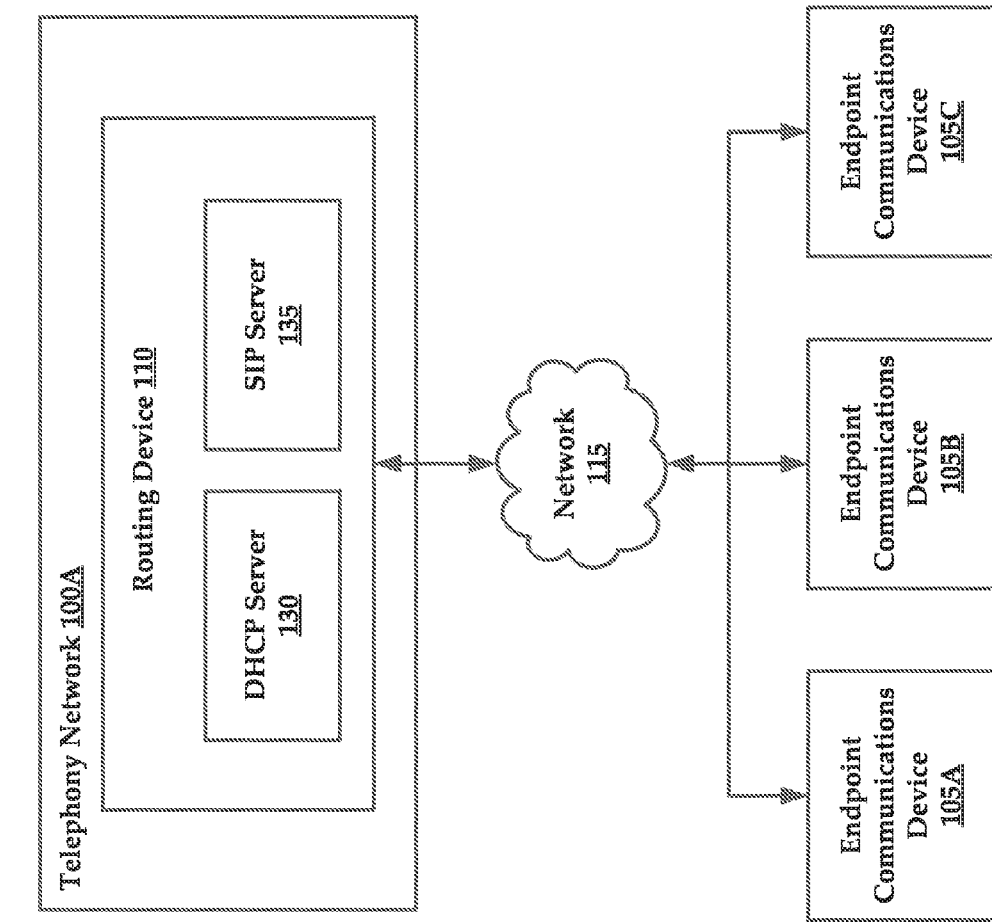 Telephony Network 100A
Routing Device 110
DHCP Server
130
SIP Server
135
Network
115
Endpoint
Communications
Device
105A
Endpoint
Communications
Device
105B
Endpoint
Communications
Device
105C